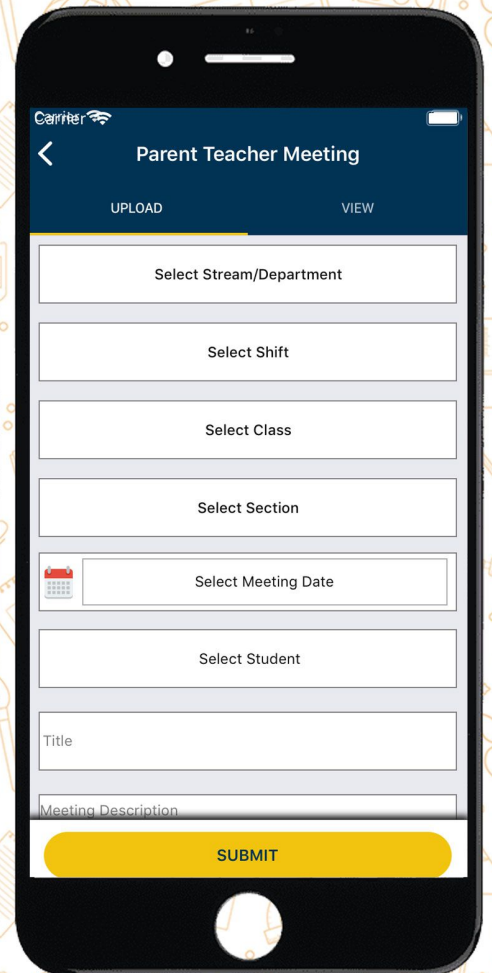 Carrier
Parent Teacher Meeting
UPLOAD
VIEW
Select Stream/Department
Select Shift
Select Class
Select Section
Select Meeting Date
Select Student
Title
Meeting Description
SUBMIT